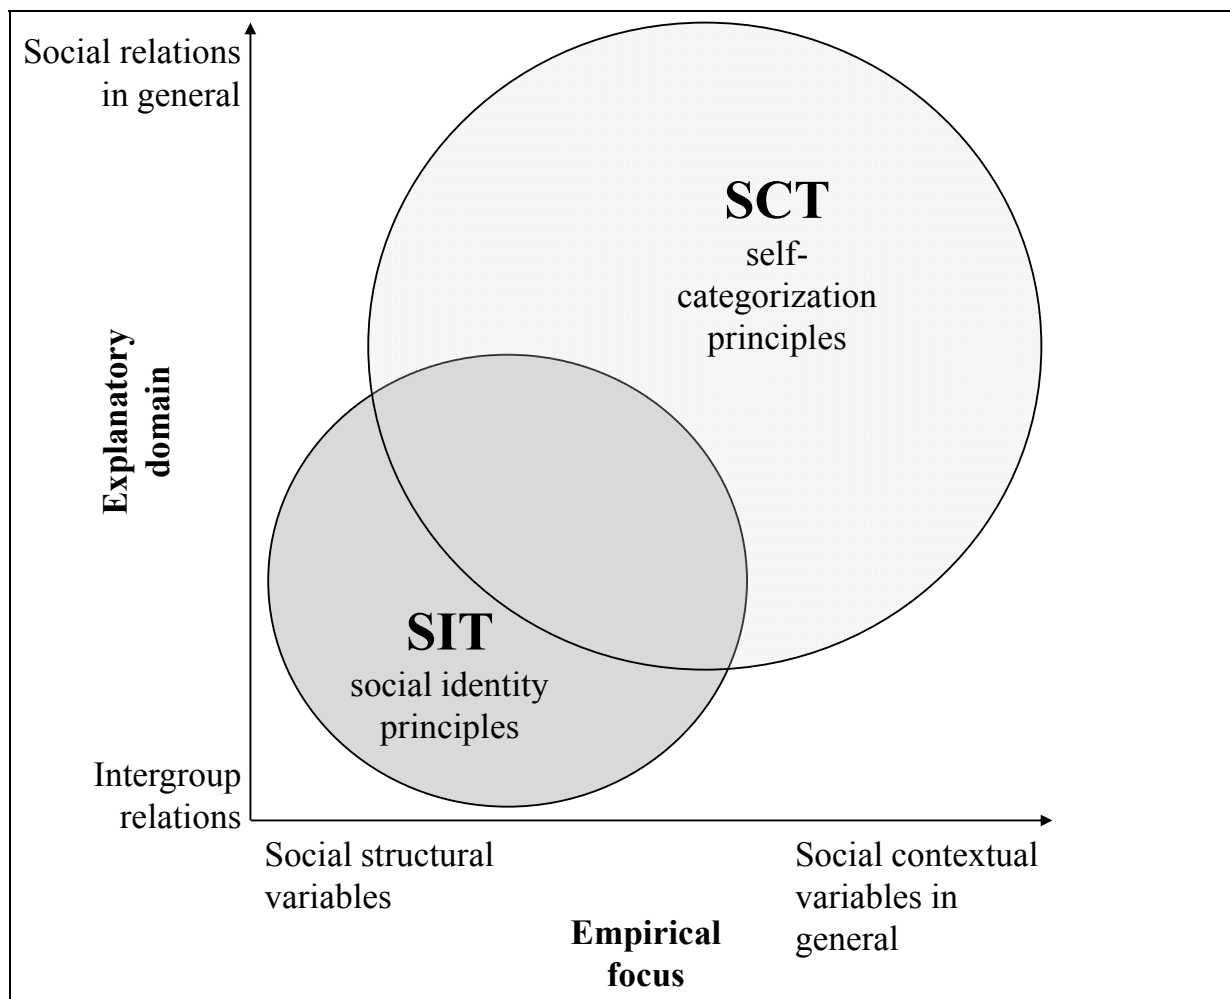 Social relations
in general
SCT
self-
categorization
principles
Explanatory
domain
SIT
social identity
principles
Intergroup
relations
Social structural
variables
Social contextual
variables in
general
Empirical
focus